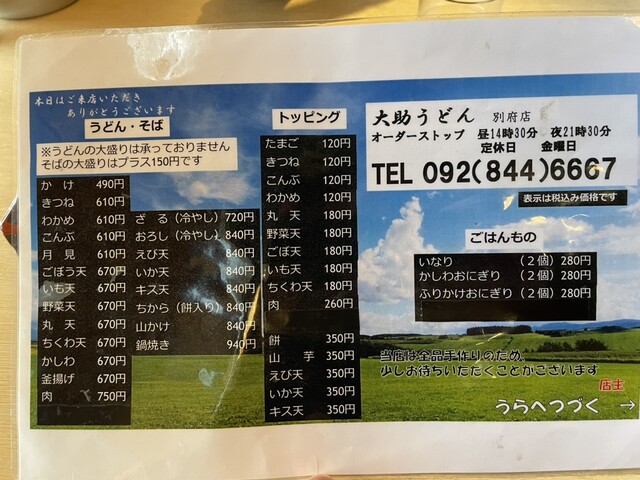 本日はご来店いただき
ありがとうございます
うどん・そば
※うどんの大盛りは承っておりません
そばの大盛りはプラス150円です
かけ 490円
きつね 610円
わかめ 610円
こんぶ 610円
月見 610円
ごぼう天 670円
いも天 670円
野菜天 670円
丸天 670円
ちくわ天 670円
かしわ 670円
釜揚げ 670円
肉 750円
ざる（冷やし）720円
おろし（冷やし）840円
えび天 840円
いか天 840円
キス天 840円
ちから（餅入り）840円
山かけ 840円
鍋焼き 940円
トッピング
たまご 120円
きつね 120円
こんぶ 120円
わかめ 120円
丸天 180円
野菜天 180円
ごぼ天 180円
いも天 180円
ちくわ天 180円
肉 260円
餅 350円
山芋 350円
えび天 350円
いか天 350円
キス天 350円
大助うどん 別府店
オーダーストップ 昼14時30分 夜21時30分
定休日 金曜日
TEL 092(844)6667
表示は税込み価格です
ごはんもの
いなり （２個）280円
かしわおにぎり （２個）280円
ふりかけおにぎり（２個）280円
当店は全品手作りのため、
少しお待ちいただくことがございます
店主
うらへつづく →